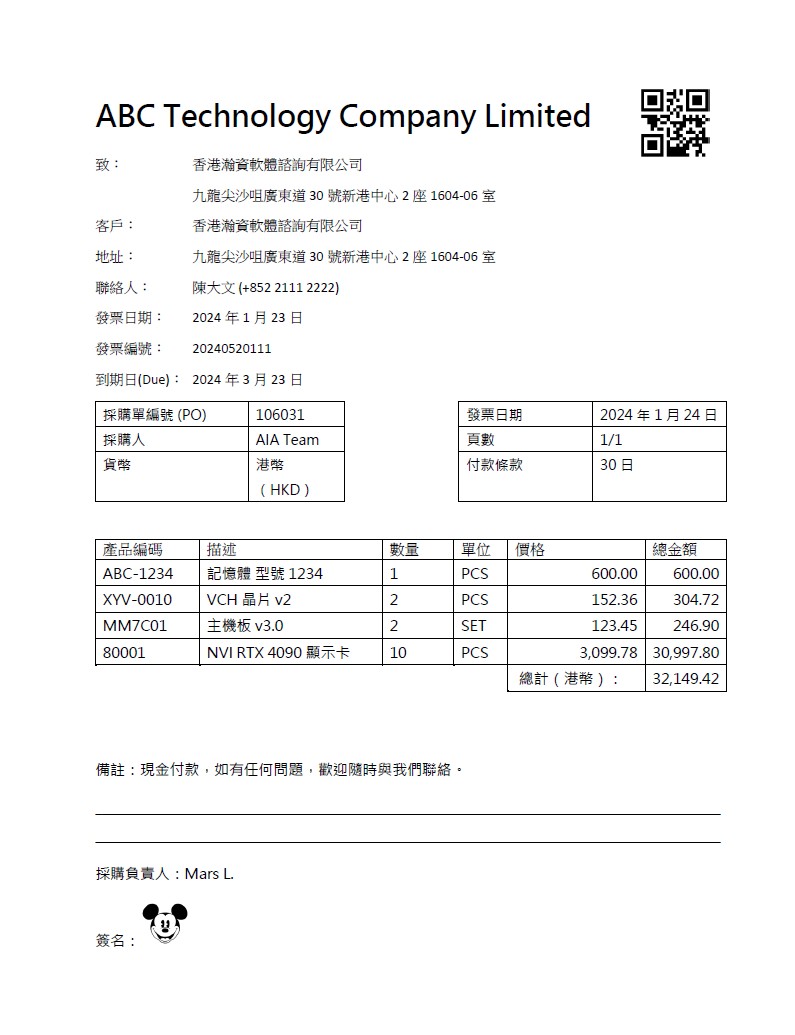 ABC Technology Company Limited
致： 香港瀚資軟體諮詢有限公司
九龍尖沙咀廣東道 30 號新港中心 2 座 1604-06 室
客戶： 香港瀚資軟體諮詢有限公司
地址： 九龍尖沙咀廣東道 30 號新港中心 2 座 1604-06 室
聯絡人： 陳大文 (+852 2111 2222)
發票日期： 2024 年 1 月 23 日
發票編號： 20240520111
到期日(Due)： 2024 年 3 月 23 日
採購單編號 (PO) 106031
採購人 AIA Team
貨幣 港幣
（HKD）
發票日期 2024 年 1 月 24 日
頁數 1/1
付款條款 30 日
產品編碼 描述 數量 單位 價格 總金額
ABC-1234 記憶體 型號 1234 1 PCS 600.00 600.00
XYV-0010 VCH 晶片 v2 2 PCS 152.36 304.72
MM7C01 主機板 v3.0 2 SET 123.45 246.90
80001 NVI RTX 4090 顯示卡 10 PCS 3,099.78 30,997.80
總計（港幣）： 32,149.42
備註：現金付款，如有任何問題，歡迎隨時與我們聯絡。
採購負責人：Mars L.
簽名：